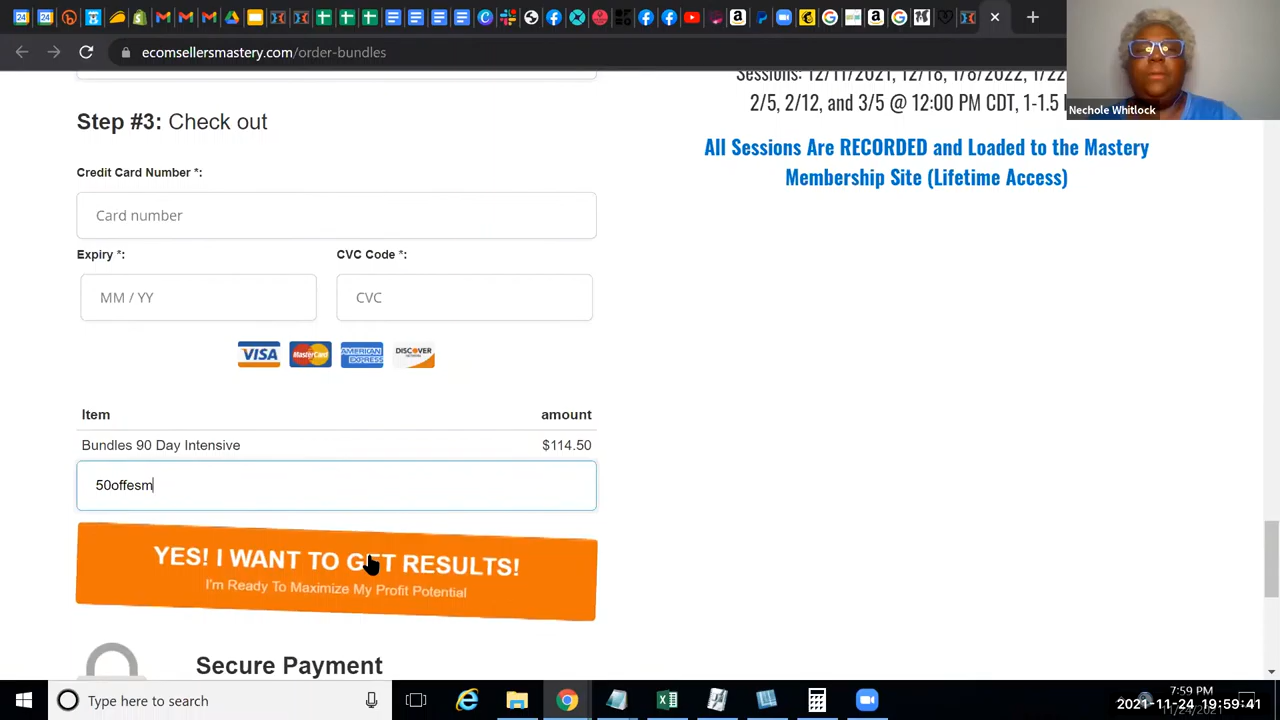 ecomsellersmastery.com/order-bundles
Nechole Whitlock
Sessions: 12/11/2021, 12/18, 1/8/2022, 1/22
2/5, 2/12, and 3/5 @ 12:00 PM CDT, 1-1.5
All Sessions Are RECORDED and Loaded to the Mastery
Membership Site (Lifetime Access)
Step #3: Check out
Credit Card Number *:
Card number
Expiry *:
CVC Code *:
MM / YY
CVC
VISA
MasterCard
AMERICAN EXPRESS
DISCOVER
Item
amount
Bundles 90 Day Intensive
$114.50
50offesm
YES! I WANT TO GET RESULTS!
I'm Ready To Maximize My Profit Potential
Secure Payment
Type here to search
7:59 PM
2021-11-24 19:59:41